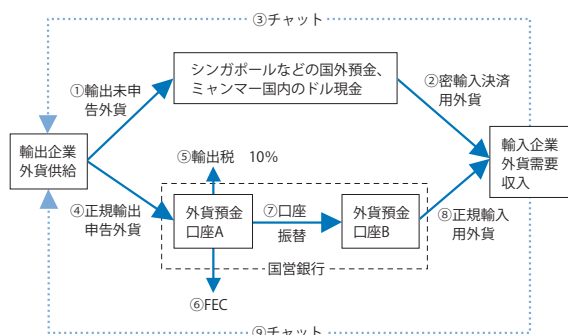 ③チャット
シンガポールなどの国外預金、
ミャンマー国内のドル現金
①輸出未申
告外貨
②密輸入決済
用外貨
輸出企業
外貨供給
輸入企業
外貨需要
収入
⑤輸出税 10%
④正規輸出
申告外貨
外貨預金
口座A
⑦口座
振替
外貨預金
口座B
⑧正規輸入
用外貨
国営銀行
⑥FEC
⑨チャット